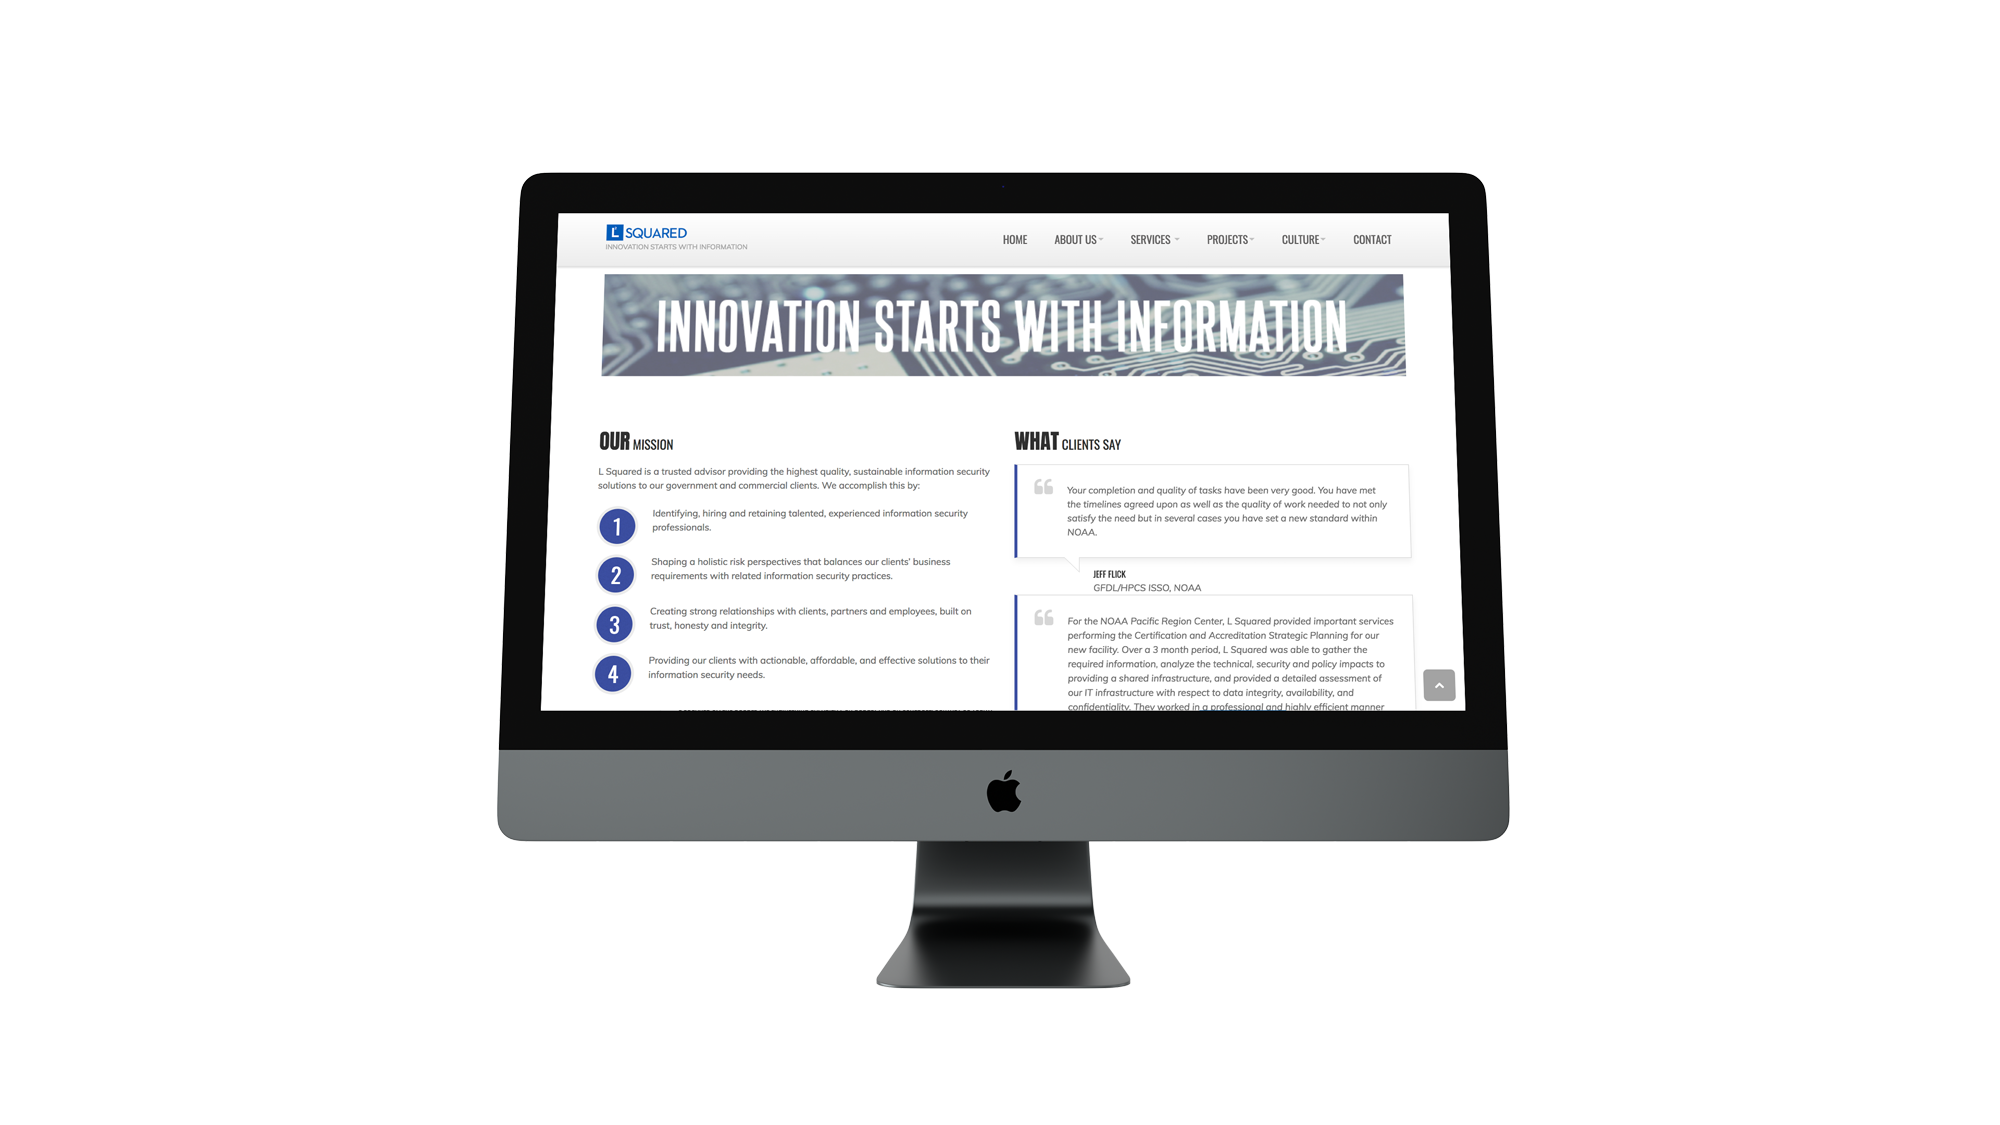 L² SQUARED
INNOVATION STARTS WITH INFORMATION
HOME ABOUT US SERVICES PROJECTS CULTURE CONTACT
INNOVATION STARTS WITH INFORMATION
OUR MISSION
L Squared is a trusted advisor providing the highest quality, sustainable information security
solutions to our government and commercial clients. We accomplish this by:
1
Identifying, hiring and retaining talented, experienced information security
professionals.
2
Shaping a holistic risk perspectives that balances our clients' business
requirements with related information security practices.
3
Creating strong relationships with clients, partners and employees, built on
trust, honesty and integrity.
4
Providing our clients with actionable, affordable, and effective solutions to their
information security needs.
WHAT CLIENTS SAY
Your completion and quality of tasks have been very good. You have met
the timelines agreed upon as well as the quality of work needed to not only
satisfy the need but in several cases you have set a new standard within
NOAA.
JEFF FLICK
GFDL/HPCS ISSO, NOAA
For the NOAA Pacific Region Center, L Squared provided important services
performing the Certification and Accreditation Strategic Planning for our
new facility. Over a 3 month period, L Squared was able to gather the
required information, analyze the technical, security and policy impacts to
providing a shared infrastructure, and provided a detailed assessment of
our IT infrastructure with respect to data integrity, availability, and
confidentiality. They worked in a professional and highly efficient manner